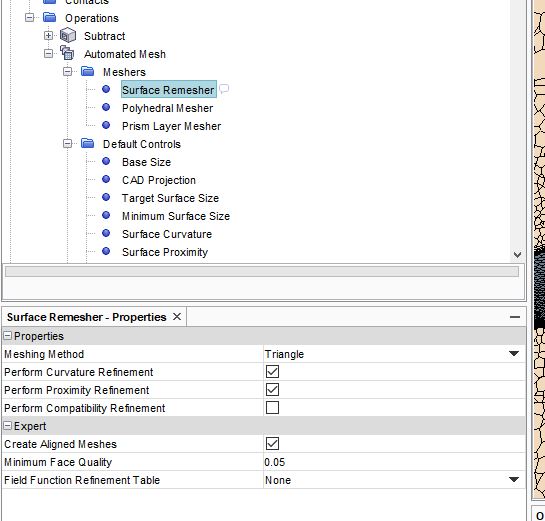 Contacts
Operations
Subtract
Automated Mesh
Meshers
Surface Remesher
Polyhedral Mesher
Prism Layer Mesher
Default Controls
Base Size
CAD Projection
Target Surface Size
Minimum Surface Size
Surface Curvature
Surface Proximity
Surface Remesher - Properties
Properties
Meshing Method Triangle
Perform Curvature Refinement
Perform Proximity Refinement
Perform Compatibility Refinement
Expert
Create Aligned Meshes
Minimum Face Quality 0.05
Field Function Refinement Table None